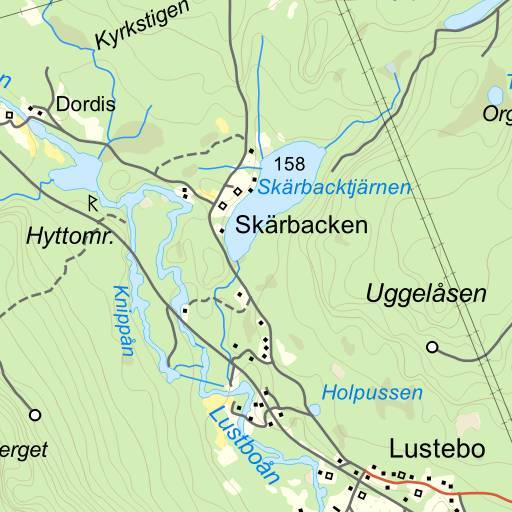 Kyrkstigen
n
Dordis
T
Org
158
Skärbacktjärnen
Skärbacken
Hyttomr.
Uggelåsen
Knippån
Holpussen
Lustboån
erget
Lustebo